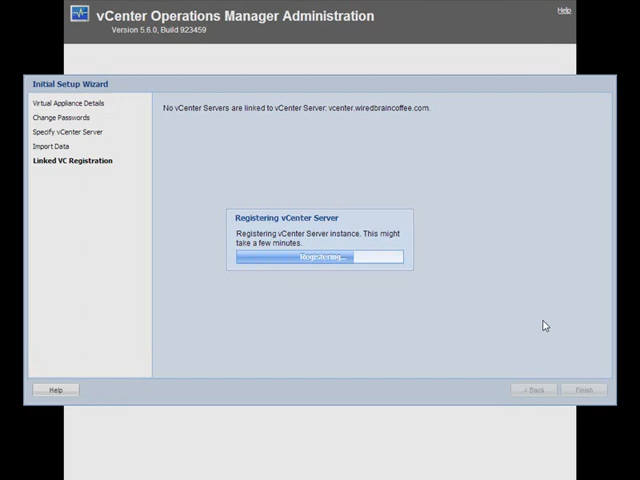 vCenter Operations Manager Administration
Help
Version 5.6.0, Build 923459
Initial Setup Wizard
Virtual Appliance Details
Change Passwords
Specify vCenter Server
Import Data
Linked VC Registration
No vCenter Servers are linked to vCenter Server: vcenter.wiredbraincoffee.com.
Registering vCenter Server
Registering vCenter Server instance. This might
take a few minutes.
Registering...
Help
< Back
Finish